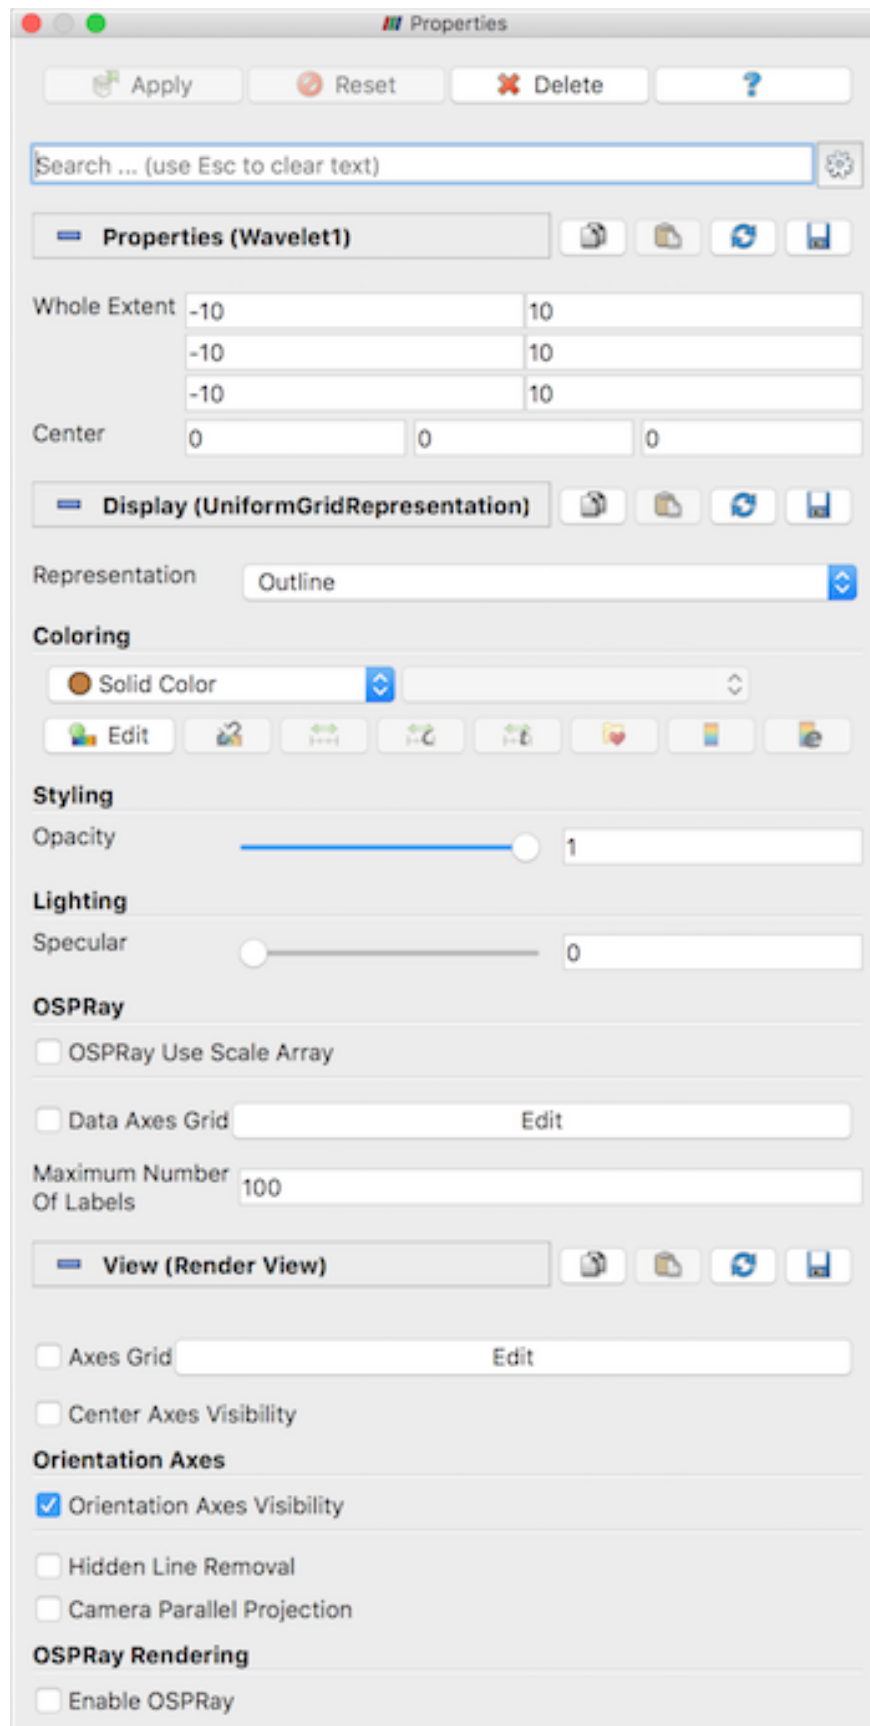 Properties
Apply Reset Delete ?
Search ... (use Esc to clear text)
Properties (Wavelet1)
Whole Extent -10 10
-10 10
-10 10
Center 0 0 0
Display (UniformGridRepresentation)
Representation Outline
Coloring
Solid Color
Edit
Styling
Opacity 1
Lighting
Specular 0
OSPRay
OSPRay Use Scale Array
Data Axes Grid Edit
Maximum Number
Of Labels 100
View (Render View)
Axes Grid Edit
Center Axes Visibility
Orientation Axes
Orientation Axes Visibility
Hidden Line Removal
Camera Parallel Projection
OSPRay Rendering
Enable OSPRay